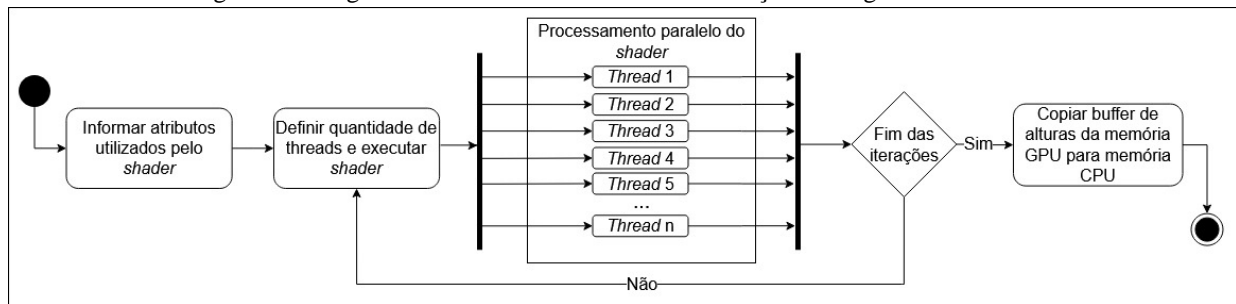 Processamento paralelo do
shader
Informar atributos
utilizados pelo
shader
Definir quantidade de
threads e executar
shader
Thread 1
Thread 2
Thread 3
Thread 4
Thread 5
...
Thread n
Fim das
iterações
Sim
Copiar buffer de
alturas da memória
GPU para memória
CPU
Não